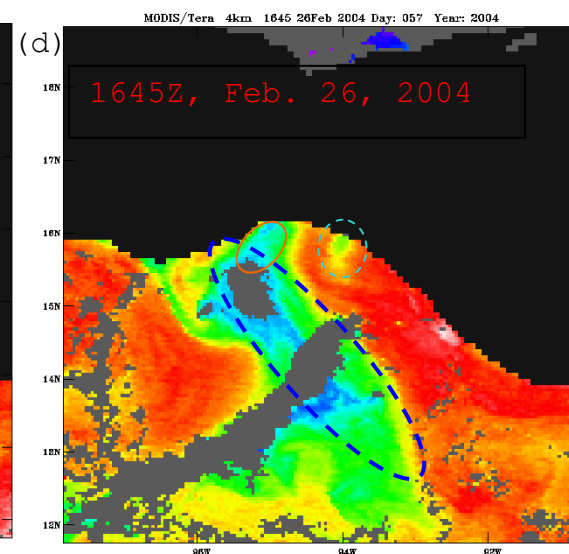 MODIS/Tera 4km 1645 26Feb 2004 Day: 057 Year: 2004
(d)
1645Z, Feb. 26, 2004
18N
17N
16N
15N
14N
13N
12N
96W 94W 92W